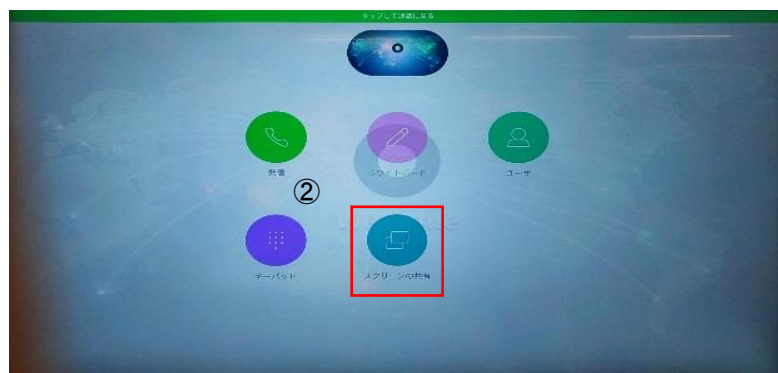 タップして通話に戻る
発信
ホワイトボード
ユーザ
②
キーパッド
スクリーンの共有